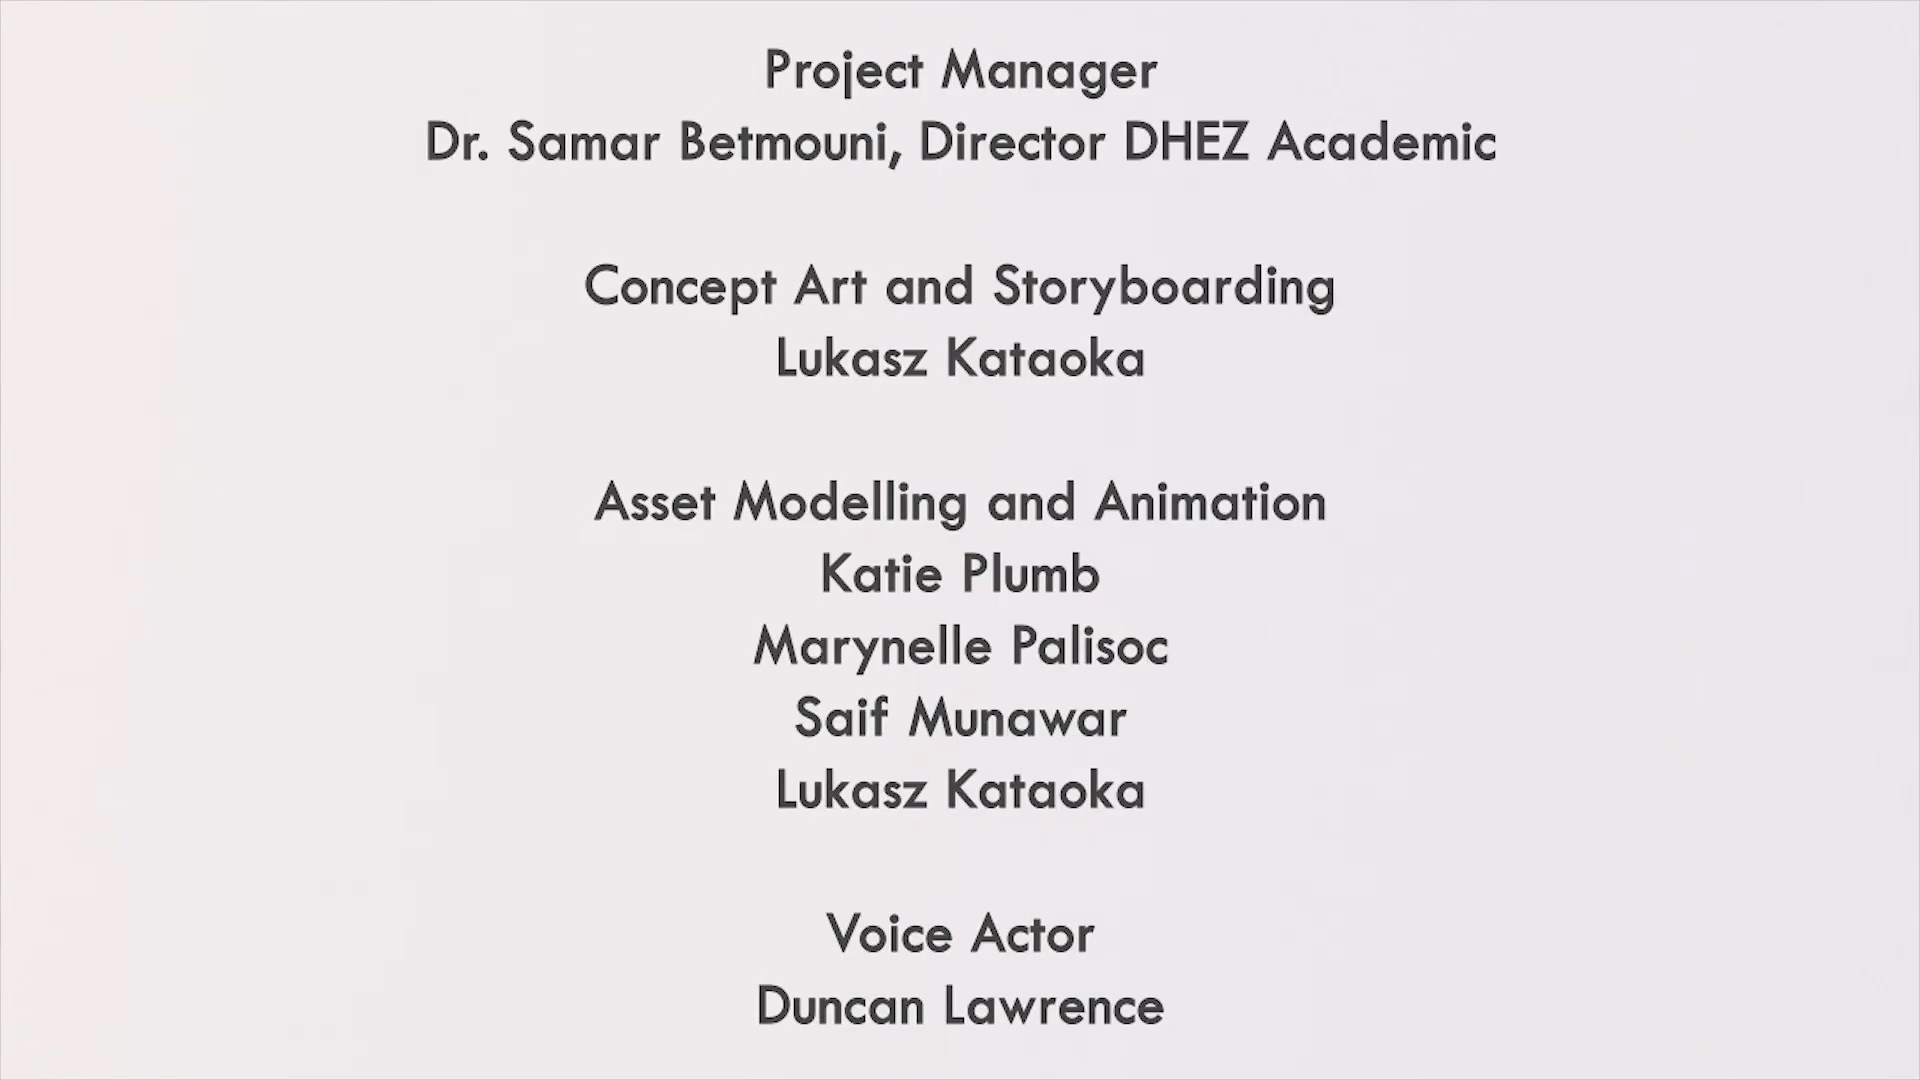 Project Manager
Dr. Samar Betmouni, Director DHEZ Academic
Concept Art and Storyboarding
Lukasz Kataoka
Asset Modelling and Animation
Katie Plumb
Marynelle Palisoc
Saif Munawar
Lukasz Kataoka
Voice Actor
Duncan Lawrence